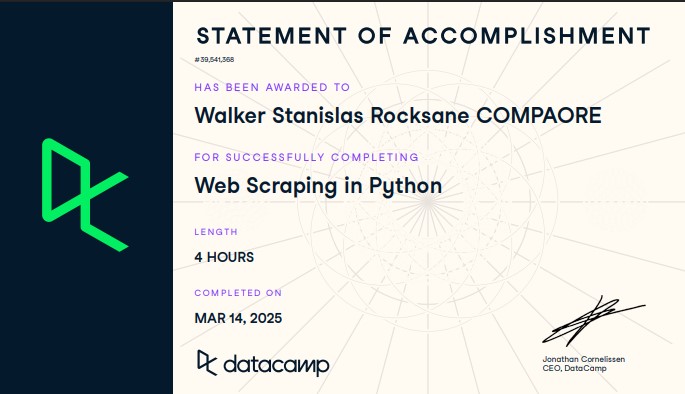 STATEMENT OF ACCOMPLISHMENT
#39,541,368
HAS BEEN AWARDED TO
Walker Stanislas Rocksane COMPAORE
FOR SUCCESSFULLY COMPLETING
Web Scraping in Python
LENGTH
4 HOURS
COMPLETED ON
MAR 14, 2025
datacamp
Jonathan Cornelissen
CEO, DataCamp